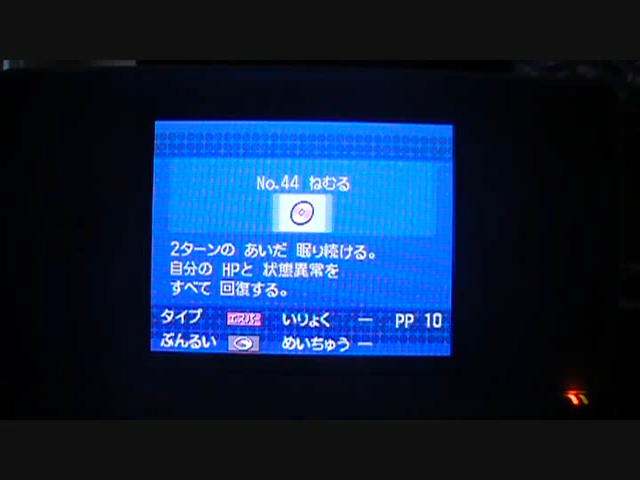 No.44 ねむる
2ターンの あいだ 眠り続ける。
自分の HPと 状態異常を
すべて 回復する。
タイプ エスパー いりょく ー PP 10
ぶんるい めいちゅう ー